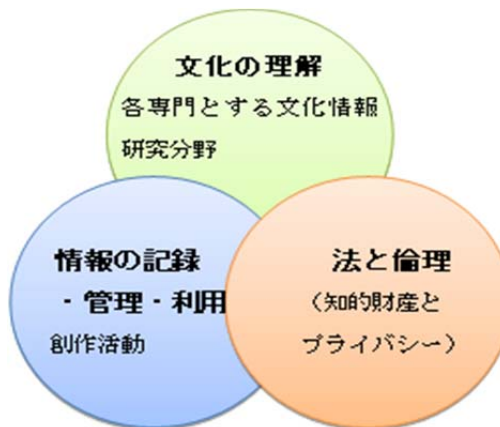 文化の理解
各専門とする文化情報
研究分野
情報の記録
・管理・利用
創作活動
法と倫理
（知的財産と
プライバシー）